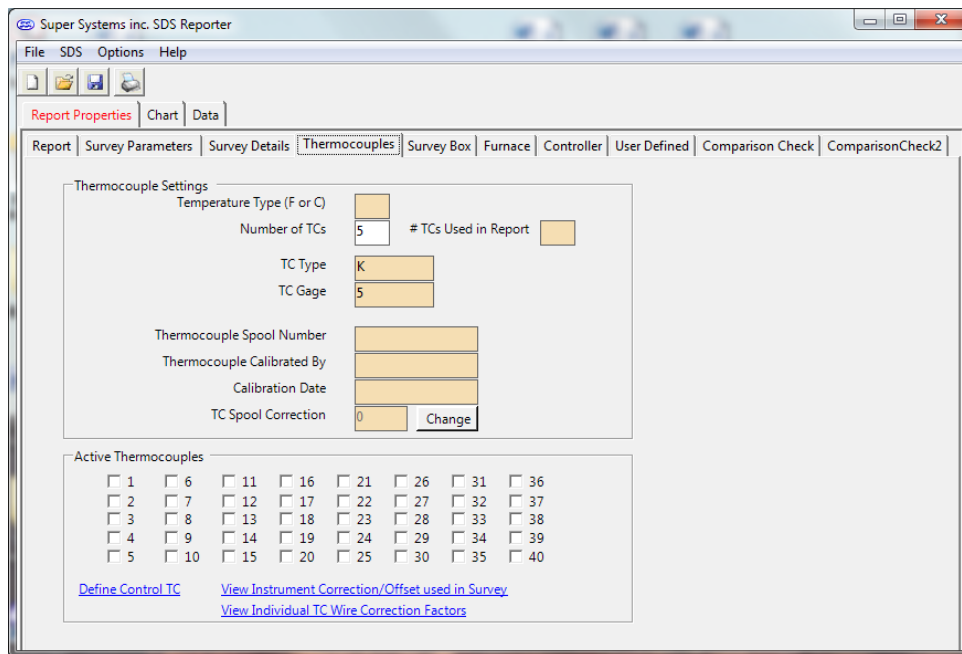 Super Systems inc. SDS Reporter
File SDS Options Help
Report Properties Chart Data
Report Survey Parameters Survey Details Thermocouples Survey Box Furnace Controller User Defined Comparison Check ComparisonCheck2
Thermocouple Settings
Temperature Type (F or C)
Number of TCs 5 # TCs Used in Report
TC Type K
TC Gage 5
Thermocouple Spool Number
Thermocouple Calibrated By
Calibration Date
TC Spool Correction 0 Change
Active Thermocouples
1 6 11 16 21 26 31 36
2 7 12 17 22 27 32 37
3 8 13 18 23 28 33 38
4 9 14 19 24 29 34 39
5 10 15 20 25 30 35 40
Define Control TC View Instrument Correction/Offset used in Survey
View Individual TC Wire Correction Factors